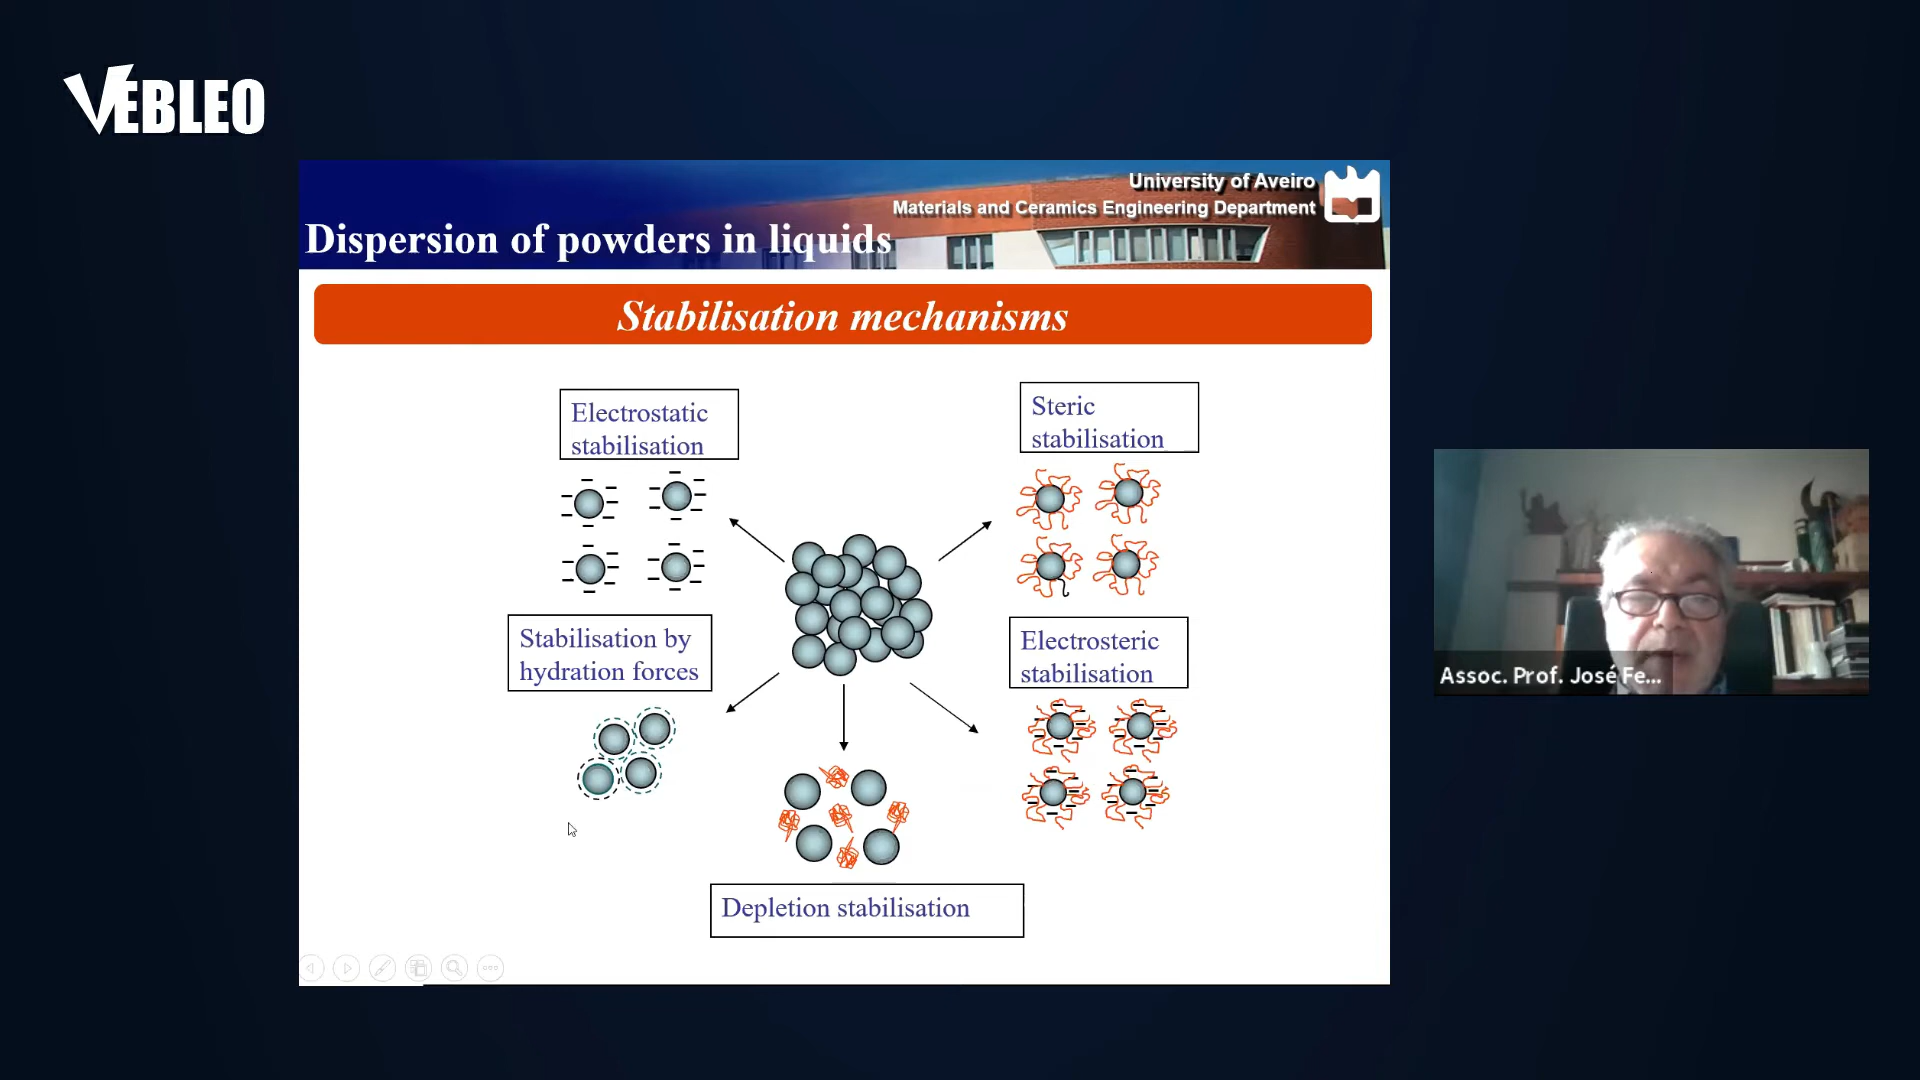 VEBLEO
University of Aveiro
Materials and Ceramics Engineering Department
Dispersion of powders in liquids
Stabilisation mechanisms
Electrostatic
stabilisation
Steric
stabilisation
Stabilisation by
hydration forces
Electrosteric
stabilisation
Depletion stabilisation
Assoc. Prof. José Fe...